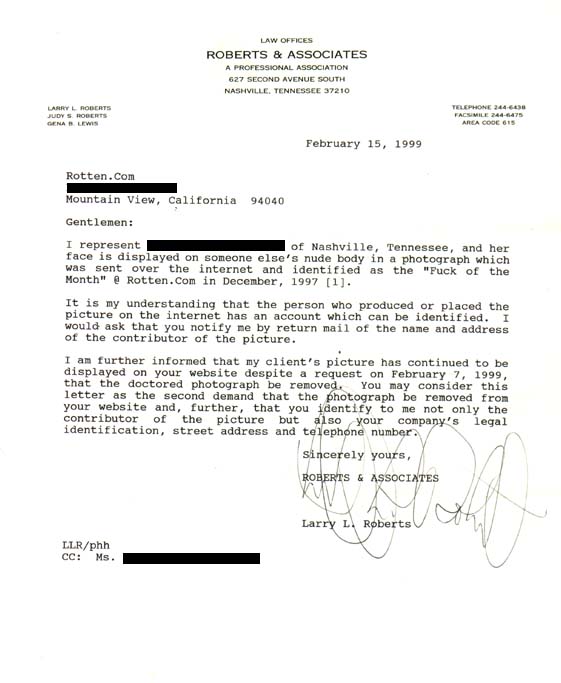 LAW OFFICES
ROBERTS & ASSOCIATES
A PROFESSIONAL ASSOCIATION
627 SECOND AVENUE SOUTH
NASHVILLE, TENNESSEE 37210
LARRY L. ROBERTS
JUDY S. ROBERTS
GENA B. LEWIS
TELEPHONE 244-6438
FACSIMILE 244-6475
AREA CODE 615
February 15, 1999
Rotten.Com
Mountain View, California 94040
Gentlemen:
I represent of Nashville, Tennessee, and her
face is displayed on someone else's nude body in a photograph which
was sent over the internet and identified as the "Fuck of the
Month" @ Rotten.Com in December, 1997 [1].
It is my understanding that the person who produced or placed the
picture on the internet has an account which can be identified. I
would ask that you notify me by return mail of the name and address
of the contributor of the picture.
I am further informed that my client's picture has continued to be
displayed on your website despite a request on February 7, 1999,
that the doctored photograph be removed. You may consider this
letter as the second demand that the photograph be removed from
your website and, further, that you identify to me not only the
contributor of the picture but also your company's legal
identification, street address and telephone number.
Sincerely yours,
ROBERTS & ASSOCIATES
Larry L. Roberts
LLR/phh
CC: Ms.